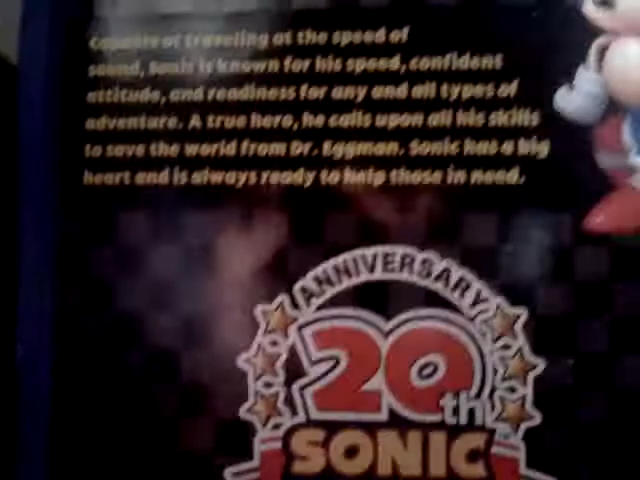 Capable of traveling at the speed of
sound, Sonic is known for his speed, confident
attitude, and readiness for any and all types of
adventure. A true hero, he calls upon all his skills
to save the world from Dr. Eggman. Sonic has a big
heart and is always ready to help those in need.
ANNIVERSARY
20th
SONIC